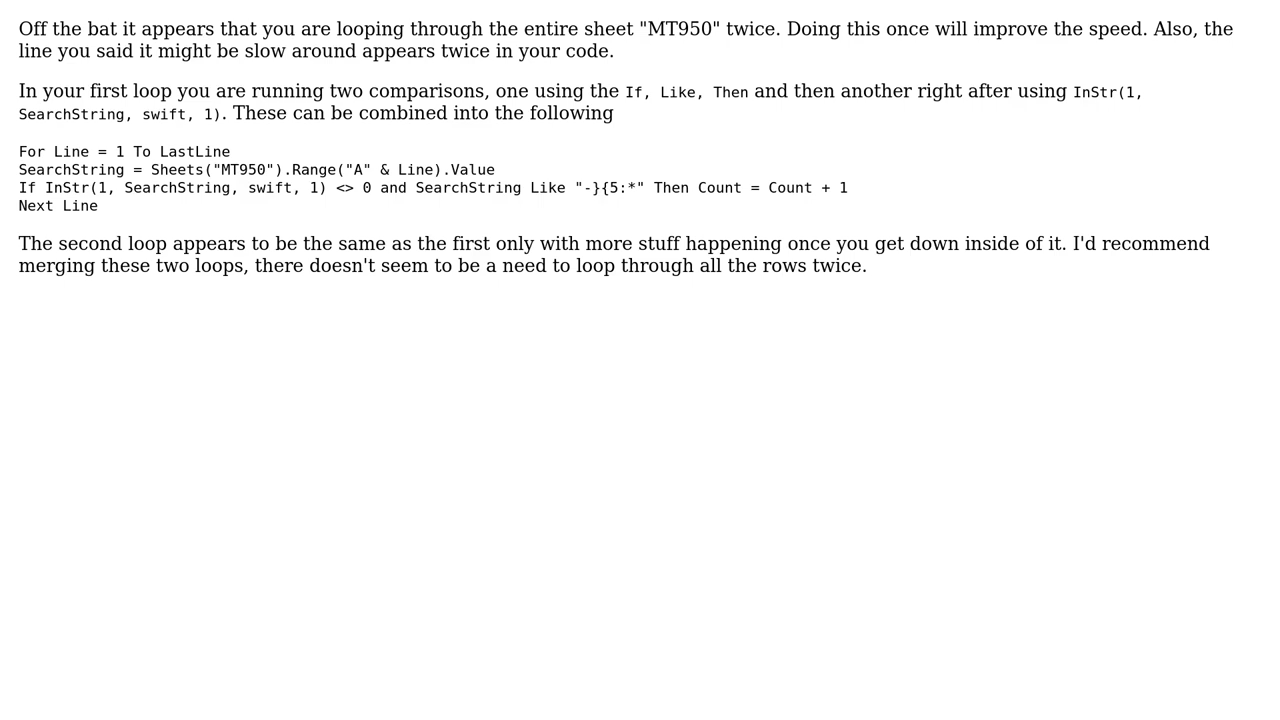 Off the bat it appears that you are looping through the entire sheet "MT950" twice. Doing this once will improve the speed. Also, the
line you said it might be slow around appears twice in your code.
In your first loop you are running two comparisons, one using the If, Like, Then and then another right after using InStr(1,
SearchString, swift, 1). These can be combined into the following
For Line = 1 To LastLine
SearchString = Sheets("MT950").Range("A" & Line).Value
If InStr(1, SearchString, swift, 1) <> 0 and SearchString Like "-}{5:*" Then Count = Count + 1
Next Line
The second loop appears to be the same as the first only with more stuff happening once you get down inside of it. I'd recommend
merging these two loops, there doesn't seem to be a need to loop through all the rows twice.